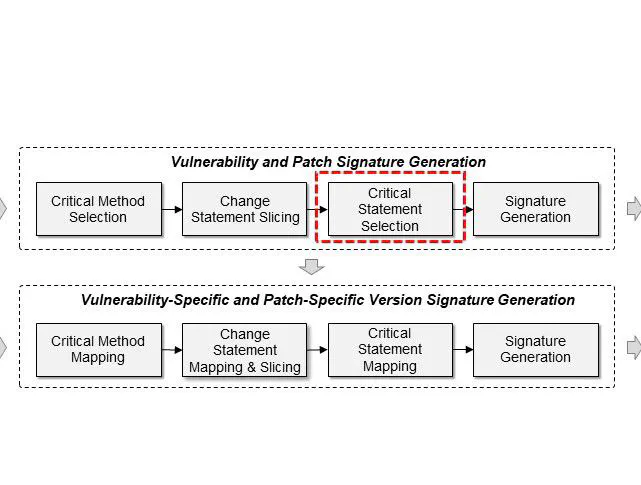 Vulnerability and Patch Signature Generation
Critical Method
Selection
Change
Statement Slicing
Critical
Statement
Selection
Signature
Generation
Vulnerability-Specific and Patch-Specific Version Signature Generation
Critical Method
Mapping
Change
Statement
Mapping & Slicing
Critical
Statement
Mapping
Signature
Generation